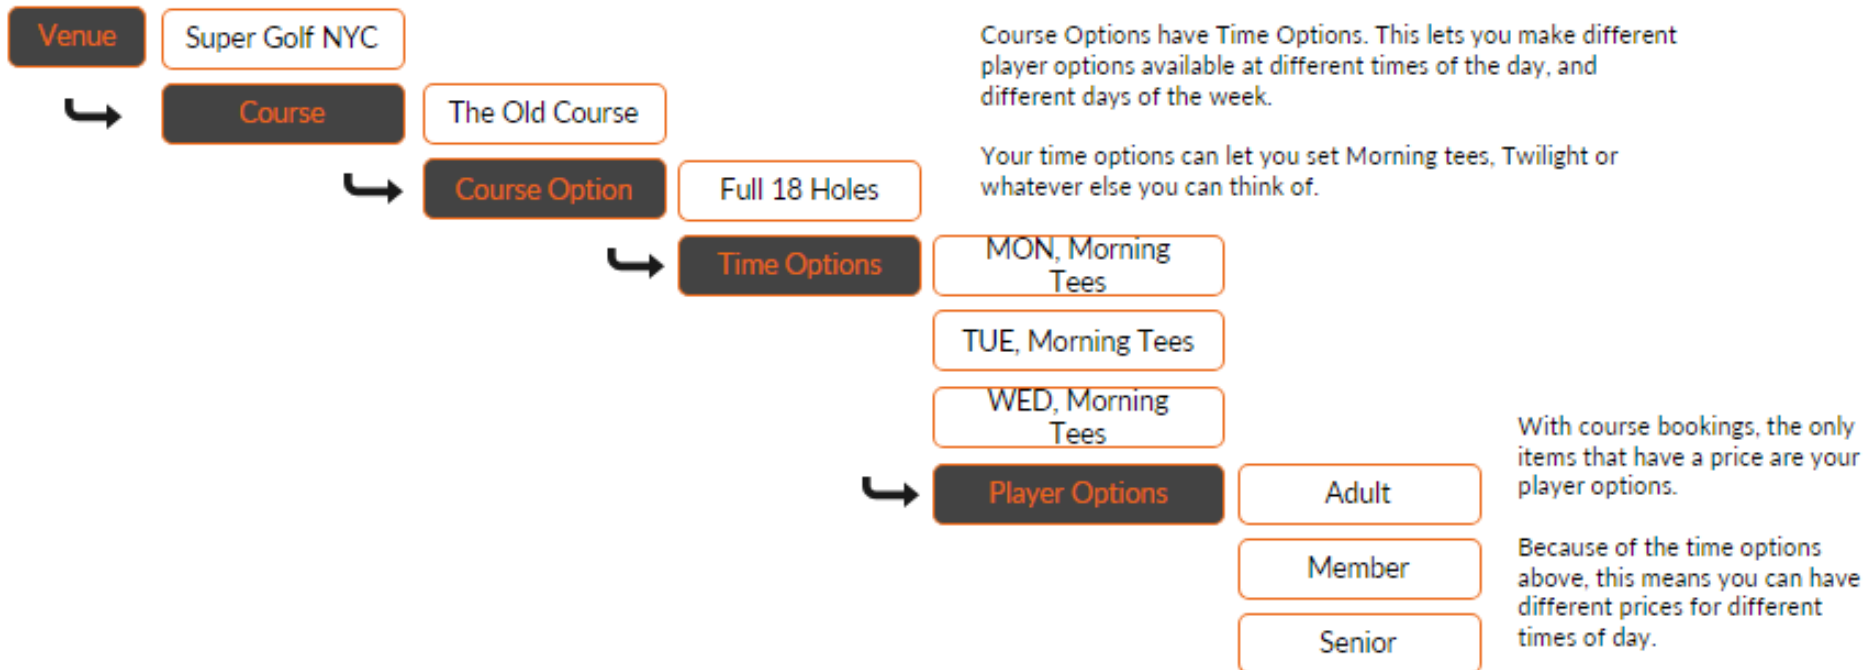 Venue
Super Golf NYC
Course
The Old Course
Course Option
Full 18 Holes
Course Options have Time Options. This lets you make different
player options available at different times of the day, and
different days of the week.
Your time options can let you set Morning tees, Twilight or
whatever else you can think of.
Time Options
MON, Morning
Tees
TUE, Morning Tees
WED, Morning
Tees
Player Options
Adult
Member
Senior
With course bookings, the only
items that have a price are your
player options.
Because of the time options
above, this means you can have
different prices for different
times of day.